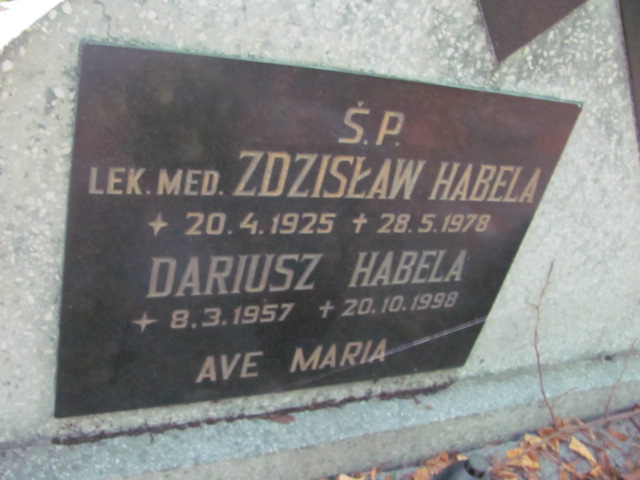 Ś.P.
LEK. MED. ZDZISŁAW HABELA
✦ 20.4.1925 ✝ 28.5.1978
DARIUSZ HABELA
✦ 8.3.1957 ✝ 20.10.1998
AVE MARIA